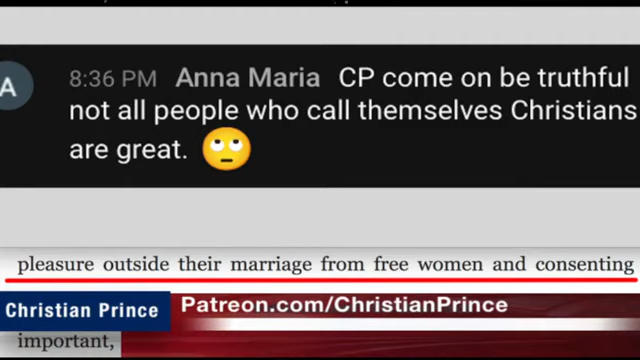 A
8:36 PM Anna Maria CP come on be truthful
not all people who call themselves Christians
are great. 🙄
pleasure outside their marriage from free women and consenting
Christian Prince
Patreon.com/ChristianPrince
important,